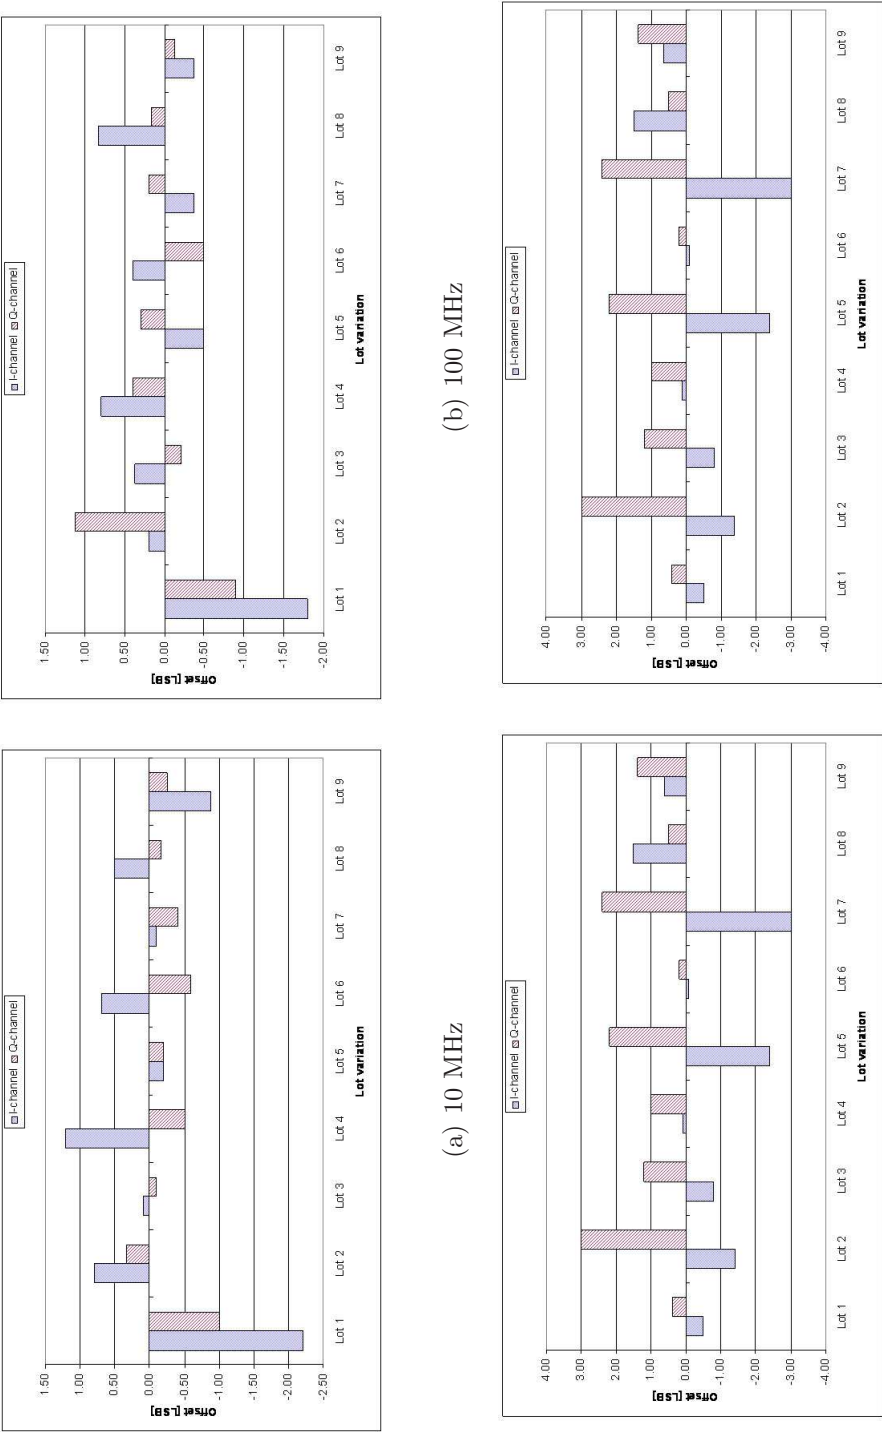 I-channel Q-channel
Offset [LSB]
1.50
1.00
0.50
0.00
-0.50
-1.00
-1.50
-2.00
-2.50
Lot 1 Lot 2 Lot 3 Lot 4 Lot 5 Lot 6 Lot 7 Lot 8 Lot 9
Lot variation
(a) 10 MHz
I-channel Q-channel
Offset [LSB]
1.50
1.00
0.50
0.00
-0.50
-1.00
-1.50
-2.00
Lot 1 Lot 2 Lot 3 Lot 4 Lot 5 Lot 6 Lot 7 Lot 8 Lot 9
Lot variation
(b) 100 MHz
I-channel Q-channel
Offset [LSB]
4.00
3.00
2.00
1.00
0.00
-1.00
-2.00
-3.00
-4.00
Lot 1 Lot 2 Lot 3 Lot 4 Lot 5 Lot 6 Lot 7 Lot 8 Lot 9
Lot variation
I-channel Q-channel
Offset [LSB]
4.00
3.00
2.00
1.00
0.00
-1.00
-2.00
-3.00
-4.00
Lot 1 Lot 2 Lot 3 Lot 4 Lot 5 Lot 6 Lot 7 Lot 8 Lot 9
Lot variation